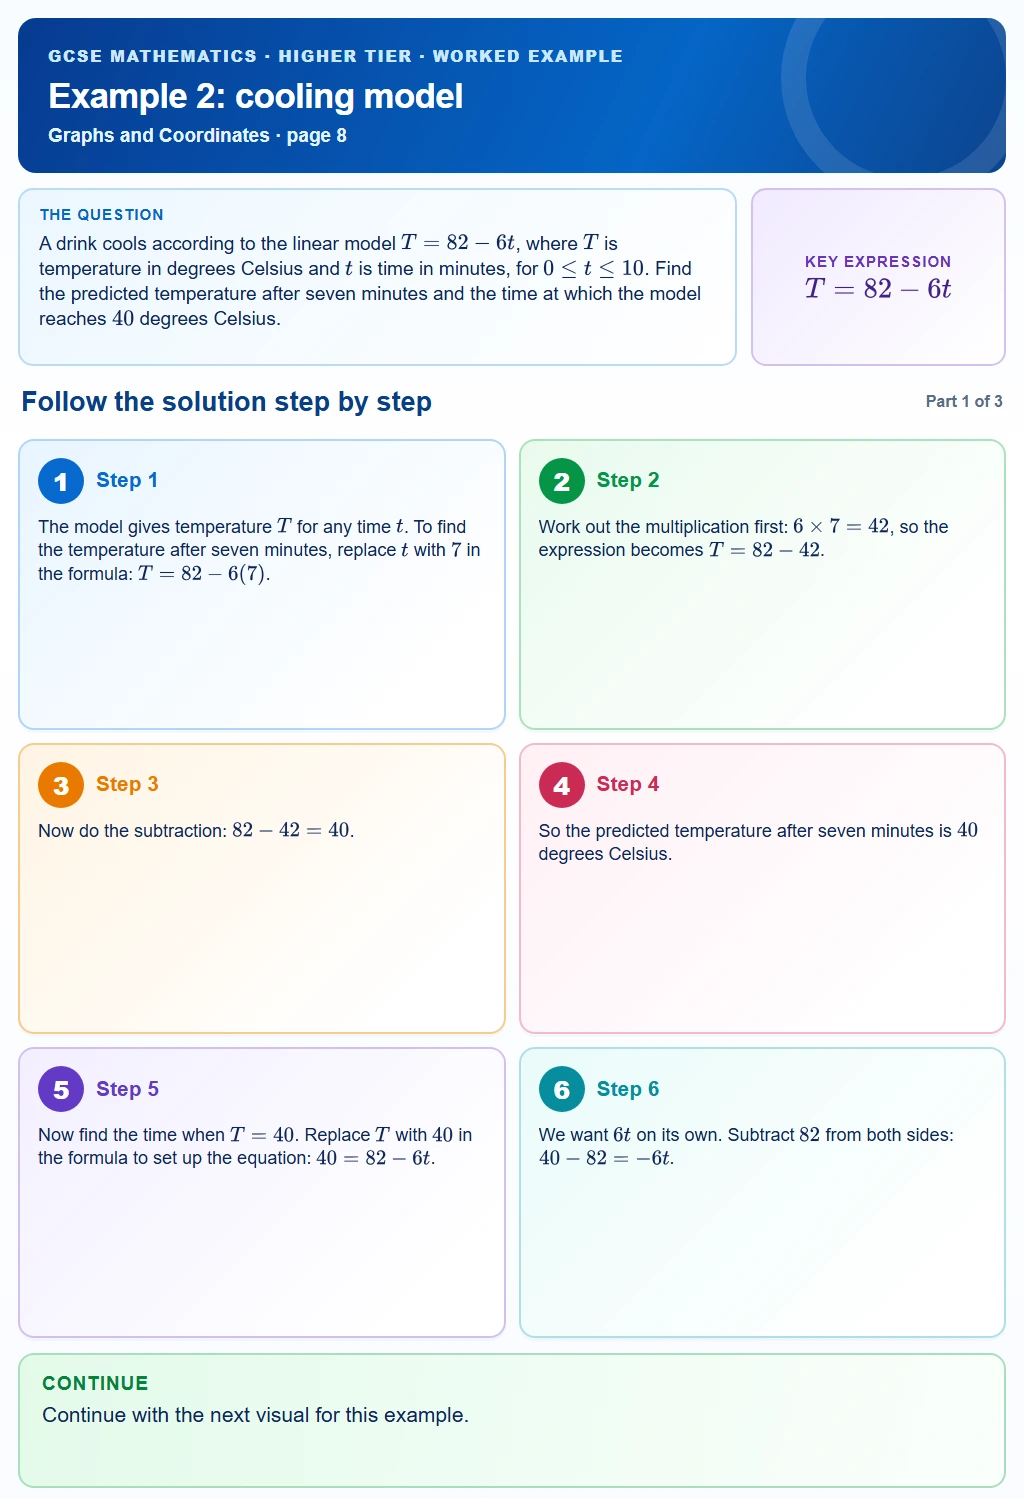 GCSE MATHEMATICS · HIGHER TIER · WORKED EXAMPLE
Example 2: cooling model
Graphs and Coordinates · page 8
THE QUESTION
A drink cools according to the linear model T = 82 − 6t, where T is
temperature in degrees Celsius and t is time in minutes, for 0 ≤ t ≤ 10. Find
the predicted temperature after seven minutes and the time at which the model
reaches 40 degrees Celsius.
KEY EXPRESSION
T = 82 − 6t
Follow the solution step by step
Part 1 of 3
1 Step 1
The model gives temperature T for any time t. To find
the temperature after seven minutes, replace t with 7 in
the formula: T = 82 − 6(7).
2 Step 2
Work out the multiplication first: 6 × 7 = 42, so the
expression becomes T = 82 − 42.
3 Step 3
Now do the subtraction: 82 − 42 = 40.
4 Step 4
So the predicted temperature after seven minutes is 40
degrees Celsius.
5 Step 5
Now find the time when T = 40. Replace T with 40 in
the formula to set up the equation: 40 = 82 − 6t.
6 Step 6
We want 6t on its own. Subtract 82 from both sides:
40 − 82 = −6t.
CONTINUE
Continue with the next visual for this example.